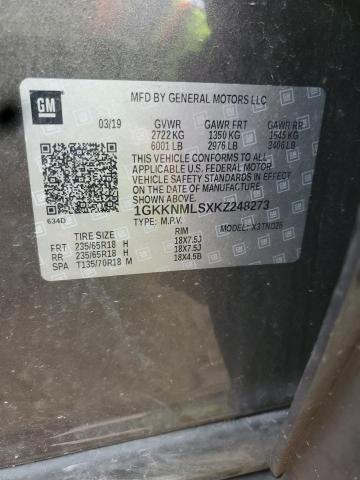 GM
MFD BY GENERAL MOTORS LLC
03/19 GVWR GAWR FRT GAWR RR
2722 KG 1350 KG 1545 KG
6001 LB 2976 LB 3406 LB
THIS VEHICLE CONFORMS TO ALL
APPLICABLE U.S. FEDERAL MOTOR
VEHICLE SAFETY STANDARDS IN EFFECT ON
THE DATE OF MANUFACTURE SHOWN ABOVE.
1GKKNMLSXKZ248273
634D TYPE: M.P.V. MODEL: X3TNO26
TIRE SIZE RIM
FRT 235/65R18 H 18X7.5J
RR 235/65R18 H 18X7.5J
SPA T135/70R18 M 18X4.5B